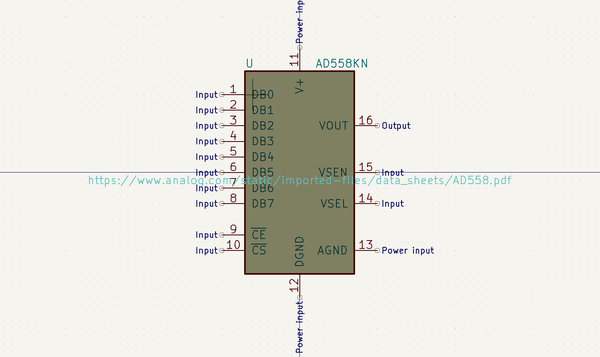 Power input
11
U AD558KN
V+
Input 1 DB0
Input 2 DB1
Input 3 DB2 VOUT 16 Output
Input 4 DB3
Input 5 DB4
Input 6 DB5 VSEN 15 Input
https://www.analog.com/static/imported-files/data_sheets/AD558.pdf
Input 7 DB6
Input 8 DB7 VSEL 14 Input
Input 9 CE
Input 10 CS AGND 13 Power input
DGND
12
Power input